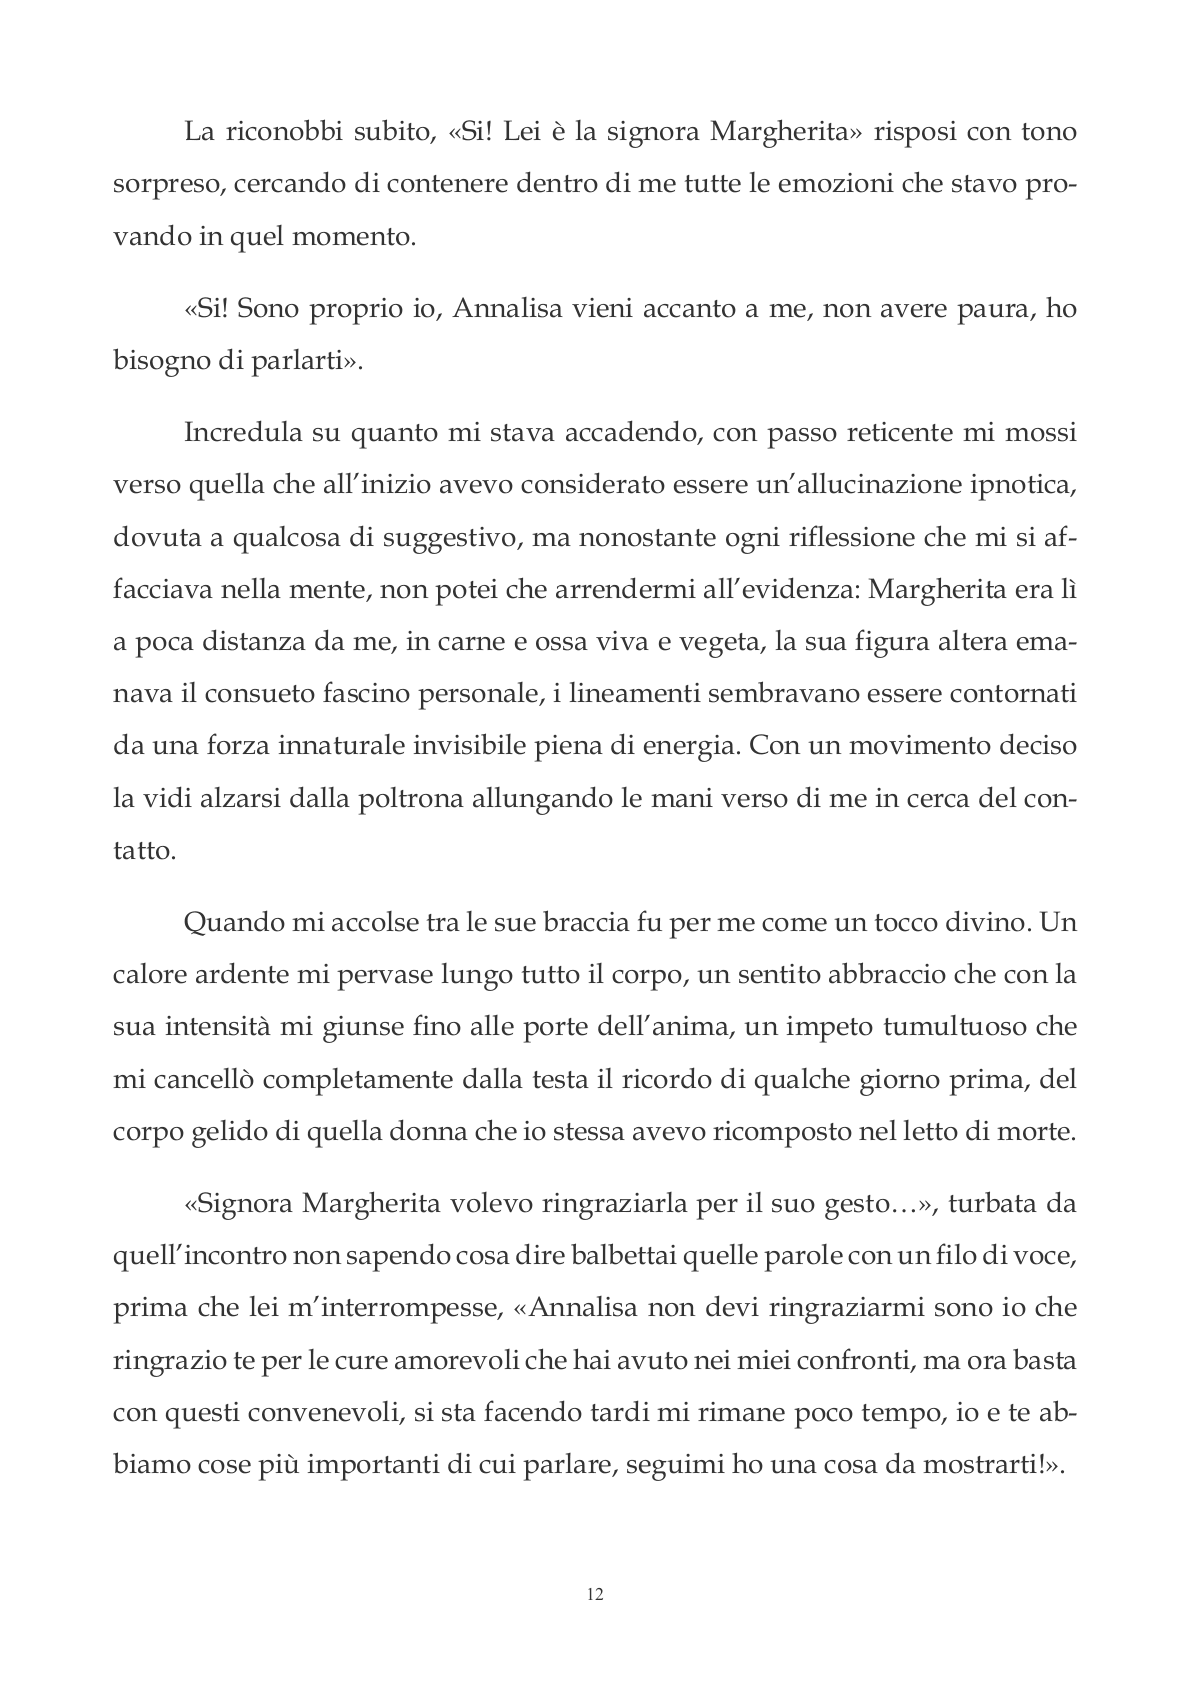 La riconobbi subito, «Si! Lei è la signora Margherita» risposi con tono
sorpreso, cercando di contenere dentro di me tutte le emozioni che stavo pro-
vando in quel momento.
«Si! Sono proprio io, Annalisa vieni accanto a me, non avere paura, ho
bisogno di parlarti».
Incredula su quanto mi stava accadendo, con passo reticente mi mossi
verso quella che all’inizio avevo considerato essere un’allucinazione ipnotica,
dovuta a qualcosa di suggestivo, ma nonostante ogni riflessione che mi si af-
facciava nella mente, non potei che arrendermi all’evidenza: Margherita era lì
a poca distanza da me, in carne e ossa viva e vegeta, la sua figura altera ema-
nava il consueto fascino personale, i lineamenti sembravano essere contornati
da una forza innaturale invisibile piena di energia. Con un movimento deciso
la vidi alzarsi dalla poltrona allungando le mani verso di me in cerca del con-
tatto.
Quando mi accolse tra le sue braccia fu per me come un tocco divino. Un
calore ardente mi pervase lungo tutto il corpo, un sentito abbraccio che con la
sua intensità mi giunse fino alle porte dell’anima, un impeto tumultuoso che
mi cancellò completamente dalla testa il ricordo di qualche giorno prima, del
corpo gelido di quella donna che io stessa avevo ricomposto nel letto di morte.
«Signora Margherita volevo ringraziarla per il suo gesto…», turbata da
quell’incontro non sapendo cosa dire balbettai quelle parole con un filo di voce,
prima che lei m’interrompesse, «Annalisa non devi ringraziarmi sono io che
ringrazio te per le cure amorevoli che hai avuto nei miei confronti, ma ora basta
con questi convenevoli, si sta facendo tardi mi rimane poco tempo, io e te ab-
biamo cose più importanti di cui parlare, seguimi ho una cosa da mostrarti!».
12